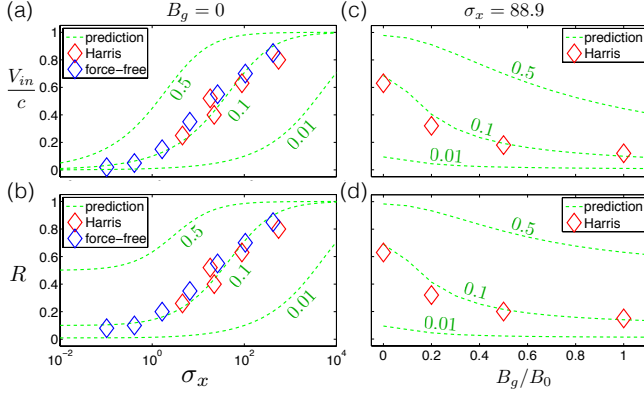 (a)
B_g = 0
prediction
Harris
force-free
V_in/c
1
0.8
0.6
0.4
0.2
0
0.5
0.1
0.01
(c)
σ_x = 88.9
prediction
Harris
0.5
0.1
0.01
(b)
prediction
Harris
force-free
R
1
0.8
0.6
0.4
0.2
0
0.5
0.1
0.01
10^-2
10^0
10^2
10^4
σ_x
(d)
prediction
Harris
0.5
0.1
0.01
0
0.2
0.4
0.6
0.8
1
B_g/B_0